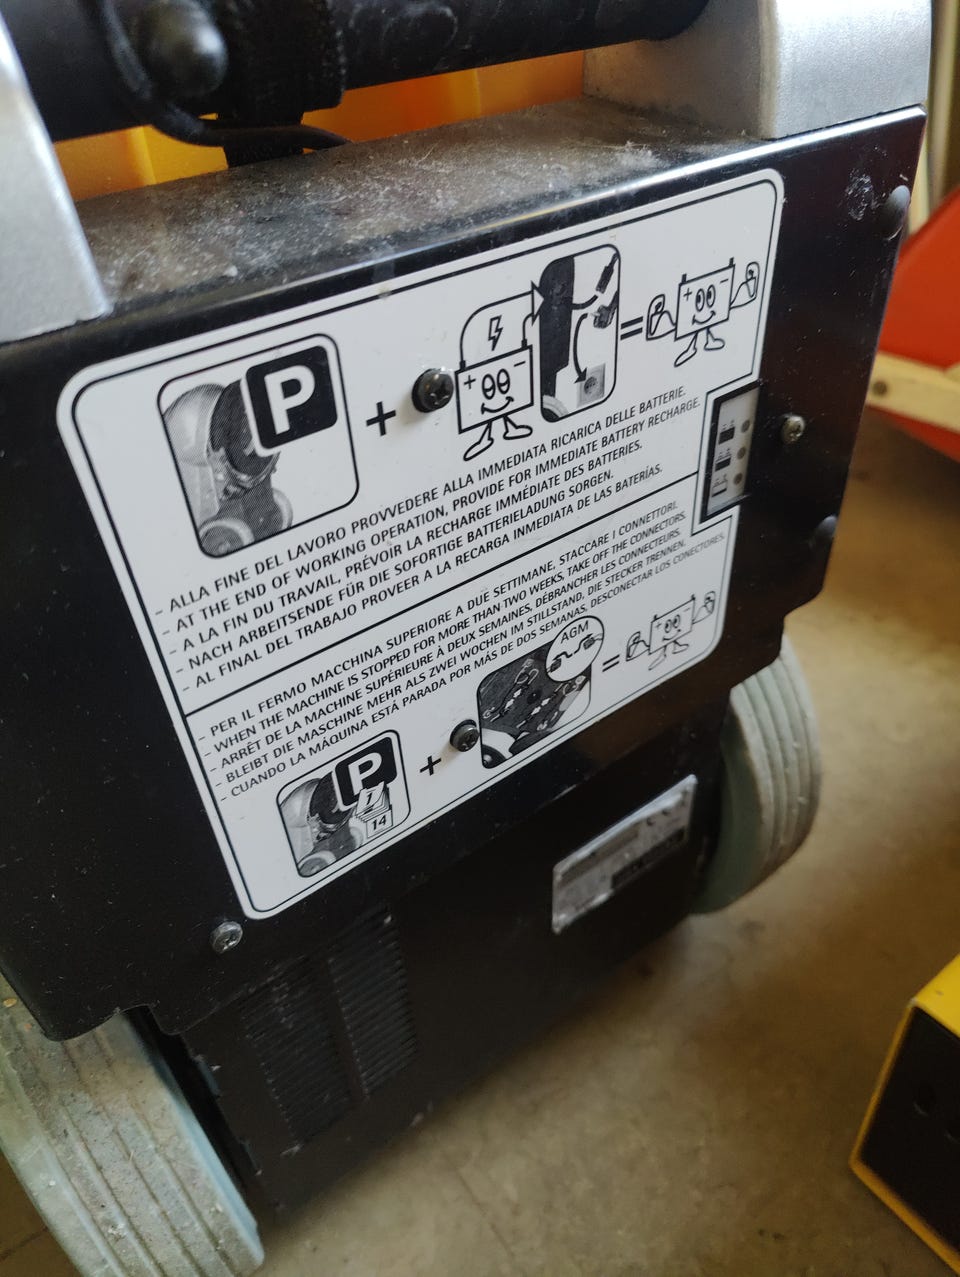 P
+
+ -
=
+ -
- ALLA FINE DEL LAVORO PROVVEDERE ALLA IMMEDIATA RICARICA DELLE BATTERIE.
- AT THE END OF WORKING OPERATION, PROVIDE FOR IMMEDIATE BATTERY RECHARGE.
- A LA FIN DU TRAVAIL, PRÉVOIR LA RECHARGE IMMÉDIATE DES BATTERIES.
- NACH ARBEITSENDE FÜR DIE SOFORTIGE BATTERIELADUNG SORGEN.
- AL FINAL DEL TRABAJO PROVEER A LA RECARGA INMEDIATA DE LAS BATERÍAS.
- PER IL FERMO MACCHINA SUPERIORE A DUE SETTIMANE, STACCARE I CONNETTORI.
- WHEN THE MACHINE IS STOPPED FOR MORE THAN TWO WEEKS, TAKE OFF THE CONNECTORS.
- ARRÊT DE LA MACHINE SUPÉRIEURE À DEUX SEMAINES, DÉBRANCHER LES CONNECTEURS.
- BLEIBT DIE MASCHINE MEHR ALS ZWEI WOCHEN IM STILLSTAND, DIE STECKER TRENNEN.
- CUANDO LA MÁQUINA ESTÁ PARADA POR MÁS DE DOS SEMANAS, DESCONECTAR LOS CONECTORES.
P
1
14
+
AGM
=
+ -